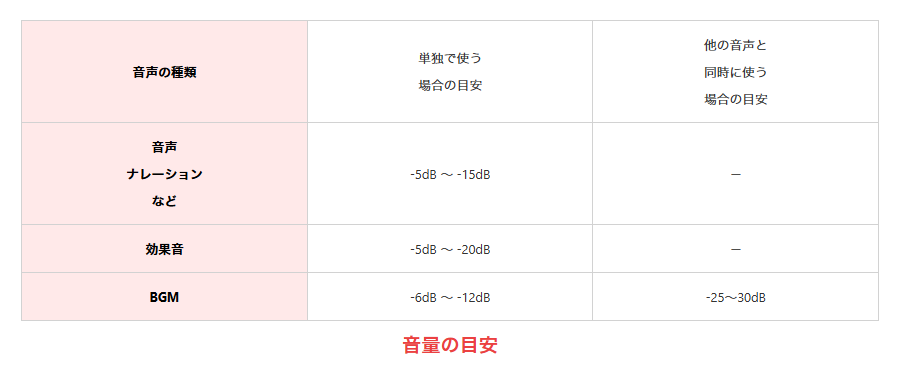 音声の種類
単独で使う
場合の目安
他の音声と
同時に使う
場合の目安
音声
ナレーション
など
-5dB ～ -15dB
—
効果音
-5dB ～ -20dB
—
BGM
-6dB ～ -12dB
-25～30dB
音量の目安